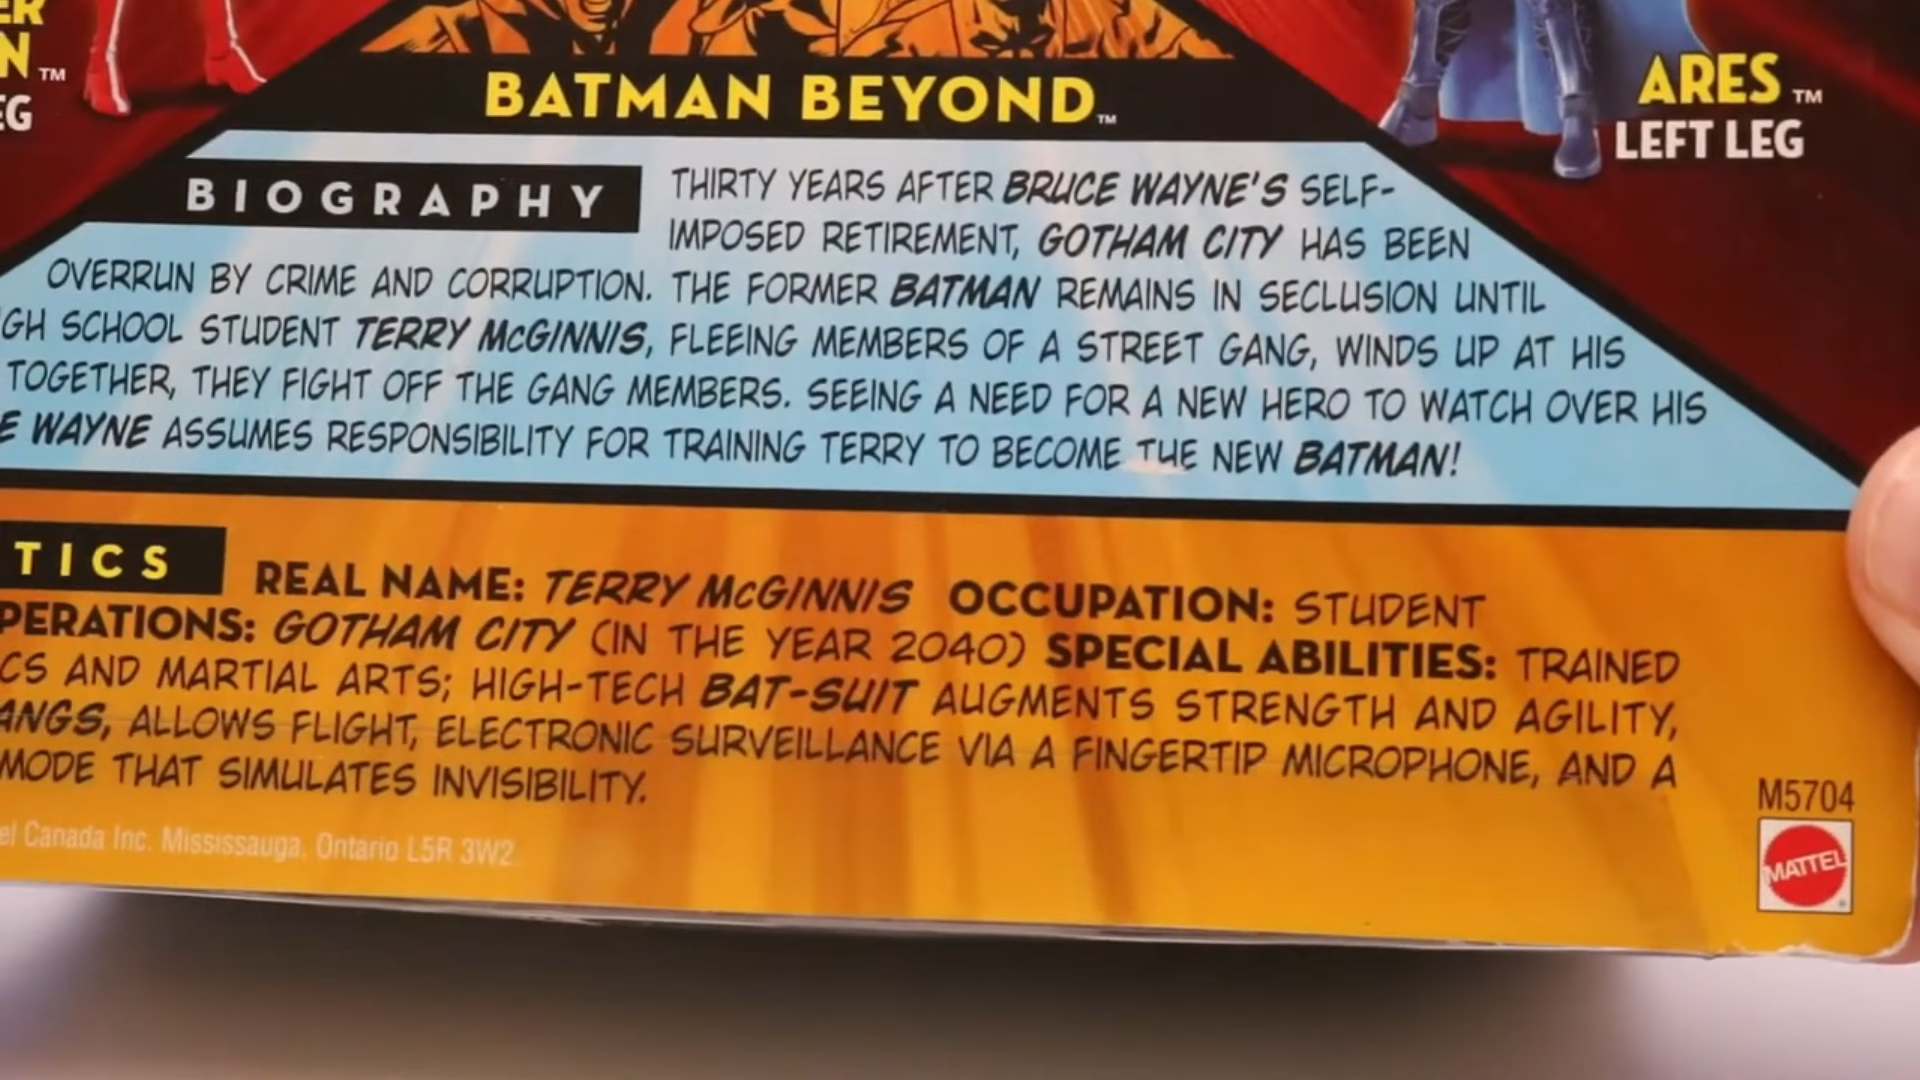 ER
N ™
EG
BATMAN BEYOND™
ARES ™
LEFT LEG
BIOGRAPHY
THIRTY YEARS AFTER BRUCE WAYNE'S SELF-
IMPOSED RETIREMENT, GOTHAM CITY HAS BEEN
OVERRUN BY CRIME AND CORRUPTION. THE FORMER BATMAN REMAINS IN SECLUSION UNTIL
GH SCHOOL STUDENT TERRY McGINNIS, FLEEING MEMBERS OF A STREET GANG, WINDS UP AT HIS
TOGETHER, THEY FIGHT OFF THE GANG MEMBERS. SEEING A NEED FOR A NEW HERO TO WATCH OVER HIS
E WAYNE ASSUMES RESPONSIBILITY FOR TRAINING TERRY TO BECOME THE NEW BATMAN!
TICS
REAL NAME: TERRY McGINNIS OCCUPATION: STUDENT
PERATIONS: GOTHAM CITY (IN THE YEAR 2040) SPECIAL ABILITIES: TRAINED
CS AND MARTIAL ARTS; HIGH-TECH BAT-SUIT AUGMENTS STRENGTH AND AGILITY,
ANGS, ALLOWS FLIGHT, ELECTRONIC SURVEILLANCE VIA A FINGERTIP MICROPHONE, AND A
MODE THAT SIMULATES INVISIBILITY.
el Canada Inc. Mississauga, Ontario L5R 3W2.
M5704
MATTEL